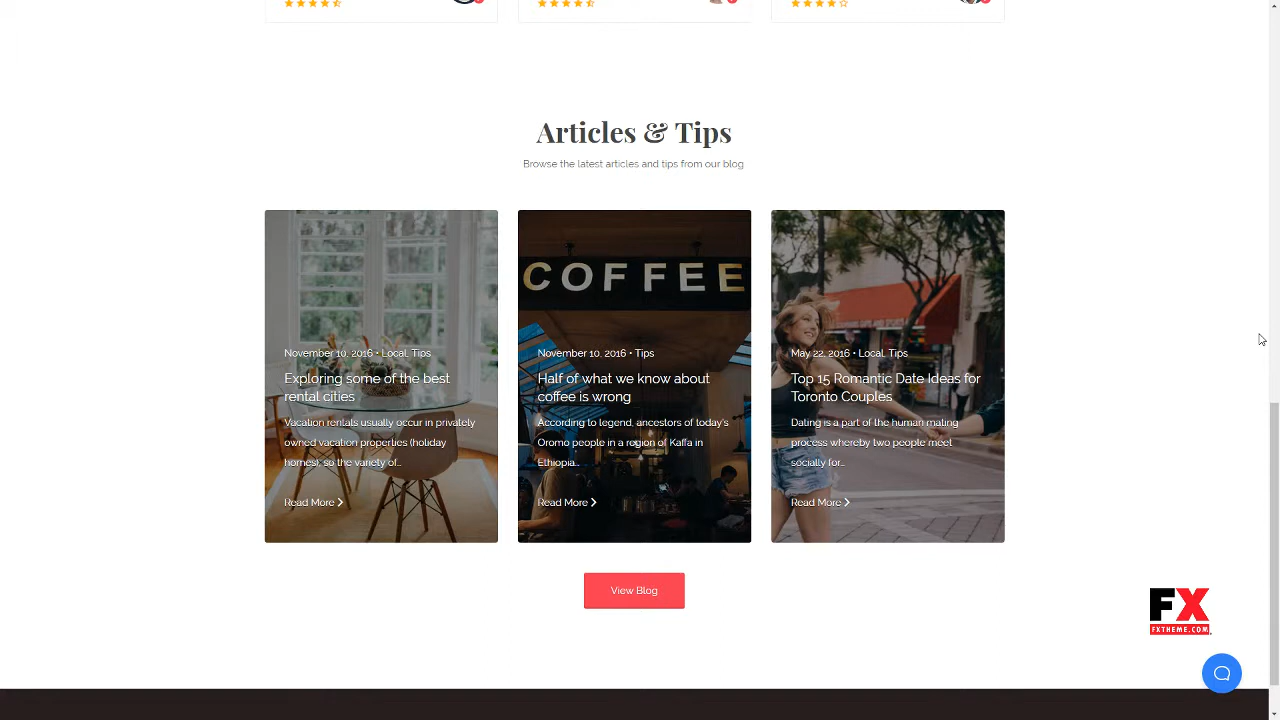 Articles & Tips
Browse the latest articles and tips from our blog
November 10, 2016 • Local, Tips
Exploring some of the best
rental cities
Vacation rentals usually occur in privately
owned vacation properties (holiday
homes), so the variety of...
Read More
COFFEE
November 10, 2016 • Tips
Half of what we know about
coffee is wrong
According to legend, ancestors of today's
Oromo people in a region of Kaffa in
Ethiopia...
Read More
May 22, 2016 • Local, Tips
Top 15 Romantic Date Ideas for
Toronto Couples
Dating is a part of the human mating
process whereby two people meet
socially for...
Read More
View Blog
FX
FXTHEME.COM